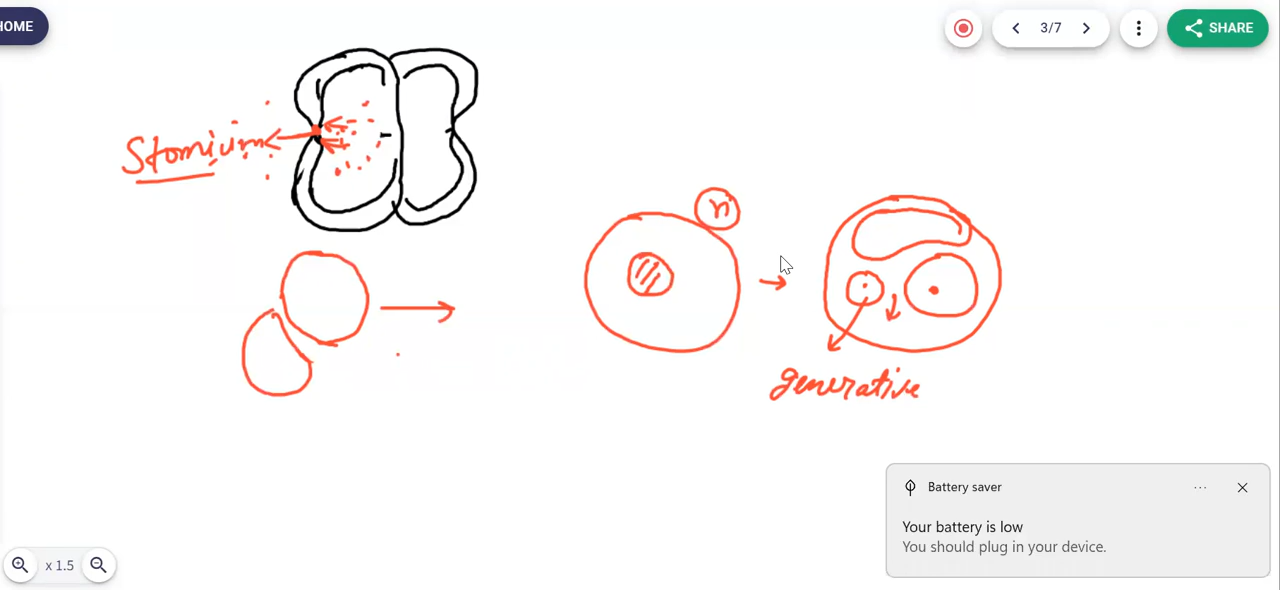 HOME
3/7
SHARE
Stomium
n
generative
Battery saver
Your battery is low
You should plug in your device.
x 1.5